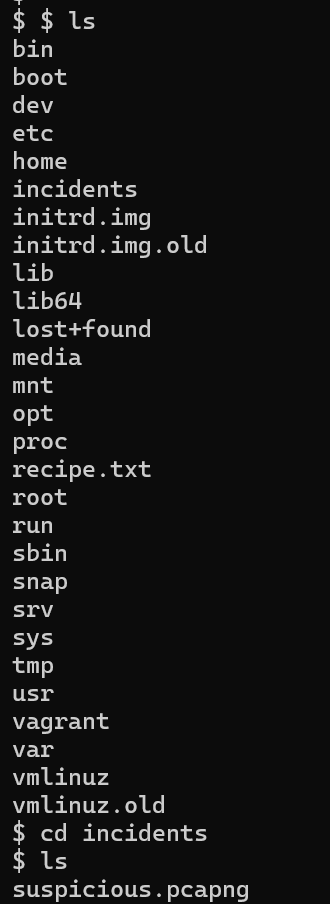 $ $ ls
bin
boot
dev
etc
home
incidents
initrd.img
initrd.img.old
lib
lib64
lost+found
media
mnt
opt
proc
recipe.txt
root
run
sbin
snap
srv
sys
tmp
usr
vagrant
var
vmlinuz
vmlinuz.old
$ cd incidents
$ ls
suspicious.pcapng